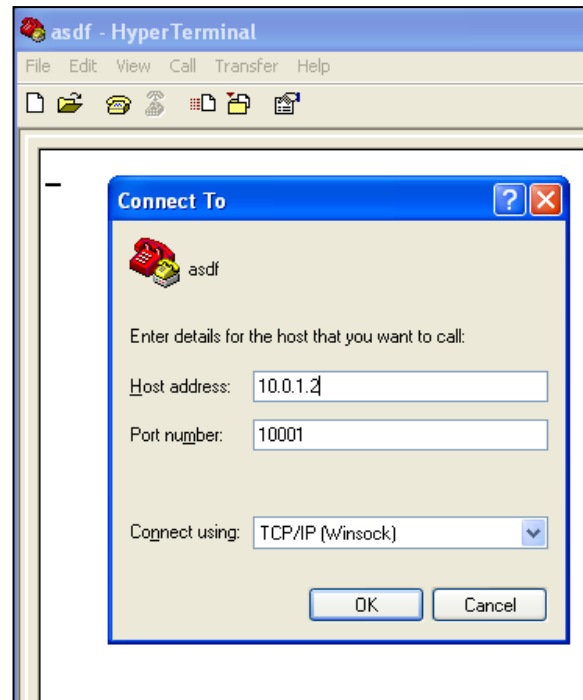 asdf - HyperTerminal
File Edit View Call Transfer Help
Connect To
asdf
Enter details for the host that you want to call:
Host address: 10.0.1.2
Port number: 10001
Connect using: TCP/IP (Winsock)
OK Cancel